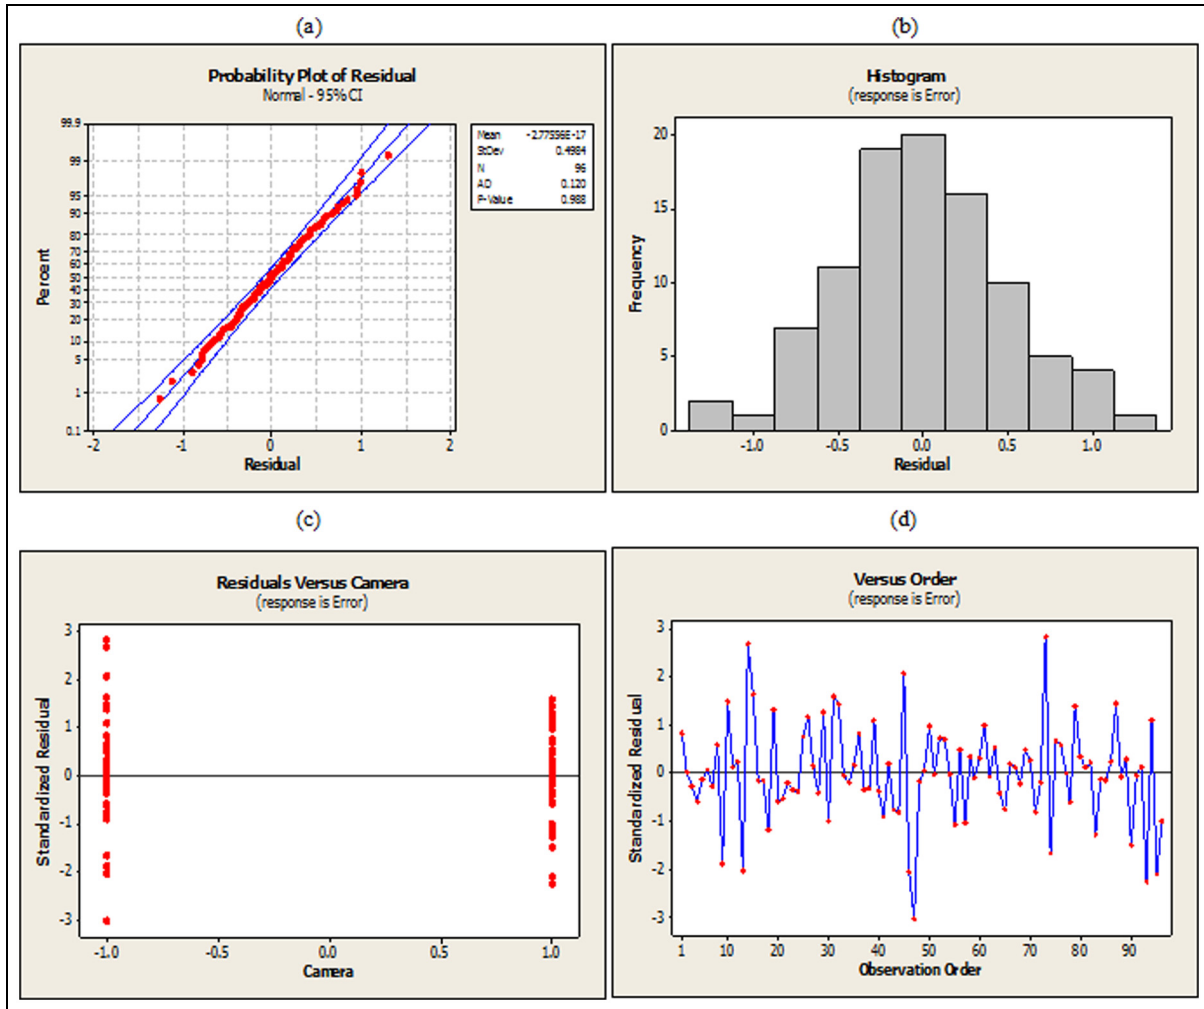 (a)
Probability Plot of Residual
Normal - 95% CI
99.9
99
95
90
80
70
60
50
40
30
20
10
5
1
0.1
Percent
-2
-1
0
1
2
Residual
Mean -2.77556E-17
StDev 0.4984
N 96
AD 0.120
P-Value 0.988
(b)
Histogram
(response is Error)
20
15
10
5
0
Frequency
-1.0
-0.5
0.0
0.5
1.0
Residual
(c)
Residuals Versus Camera
(response is Error)
3
2
1
0
-1
-2
-3
Standardized Residual
-1.0
-0.5
0.0
0.5
1.0
Camera
(d)
Versus Order
(response is Error)
3
2
1
0
-1
-2
-3
Standardized Residual
1
10
20
30
40
50
60
70
80
90
Observation Order